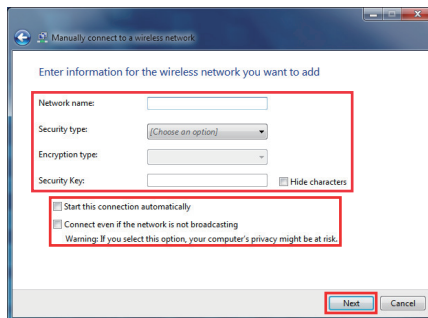 Manually connect to a wireless network
Enter information for the wireless network you want to add
Network name:
Security type:
[Choose an option]
Encryption type:
Security Key:
Hide characters
Start this connection automatically
Connect even if the network is not broadcasting
Warning: If you select this option, your computer's privacy might be at risk.
Next
Cancel